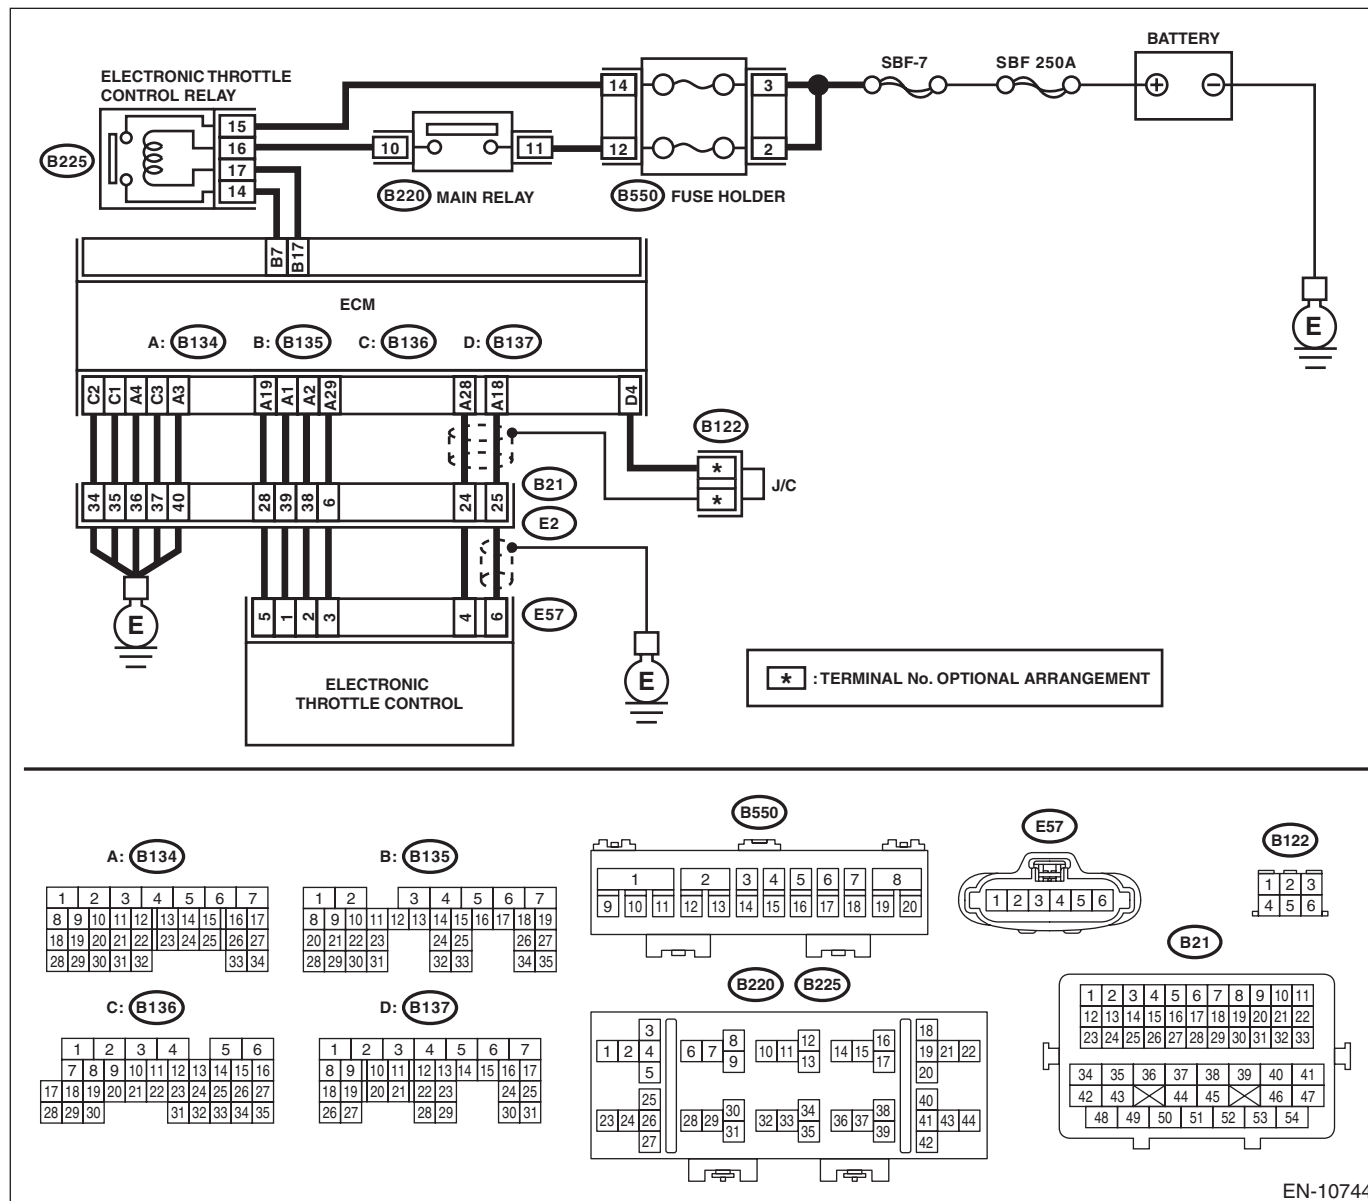 BATTERY
SBF-7
SBF 250A
+
−
ELECTRONIC THROTTLE
CONTROL RELAY
14
3
12
2
15
16
17
14
10
11
B225
B220 MAIN RELAY
B550 FUSE HOLDER
B7
B17
E
ECM
A: B134 B: B135 C: B136 D: B137
C2 C1 A4 C3 A3 A19 A1 A2 A29 A28 A18 D4
B122
*
*
J/C
34 35 36 37 40 28 39 38 6 24 25
B21
E2
5 1 2 3 4 6
E57
E
E
ELECTRONIC
THROTTLE CONTROL
* : TERMINAL No. OPTIONAL ARRANGEMENT
A: B134
1 2 3 4 5 6 7
8 9 10 11 12 13 14 15 16 17
18 19 20 21 22 23 24 25 26 27
28 29 30 31 32 33 34
B: B135
1 2 3 4 5 6 7
8 9 10 11 12 13 14 15 16 17 18 19
20 21 22 23 24 25 26 27
28 29 30 31 32 33 34 35
C: B136
1 2 3 4 5 6
7 8 9 10 11 12 13 14 15 16
17 18 19 20 21 22 23 24 25 26 27
28 29 30 31 32 33 34 35
D: B137
1 2 3 4 5 6 7
8 9 10 11 12 13 14 15 16 17
18 19 20 21 22 23 24 25
26 27 28 29 30 31
B550
1 2 3 4 5 6 7 8
9 10 11 12 13 14 15 16 17 18 19 20
B220 B225
3 8 12 16 18
1 2 4 6 7 9 10 11 13 14 15 17 19 21 22
5 20
25 30 34 38 40
23 24 26 28 29 31 32 33 35 36 37 39 41 43 44
27 42
E57
1 2 3 4 5 6
B122
1 2 3
4 5 6
B21
1 2 3 4 5 6 7 8 9 10 11
12 13 14 15 16 17 18 19 20 21 22
23 24 25 26 27 28 29 30 31 32 33
34 35 36 37 38 39 40 41
42 43 44 45 46 47
48 49 50 51 52 53 54
EN-10744